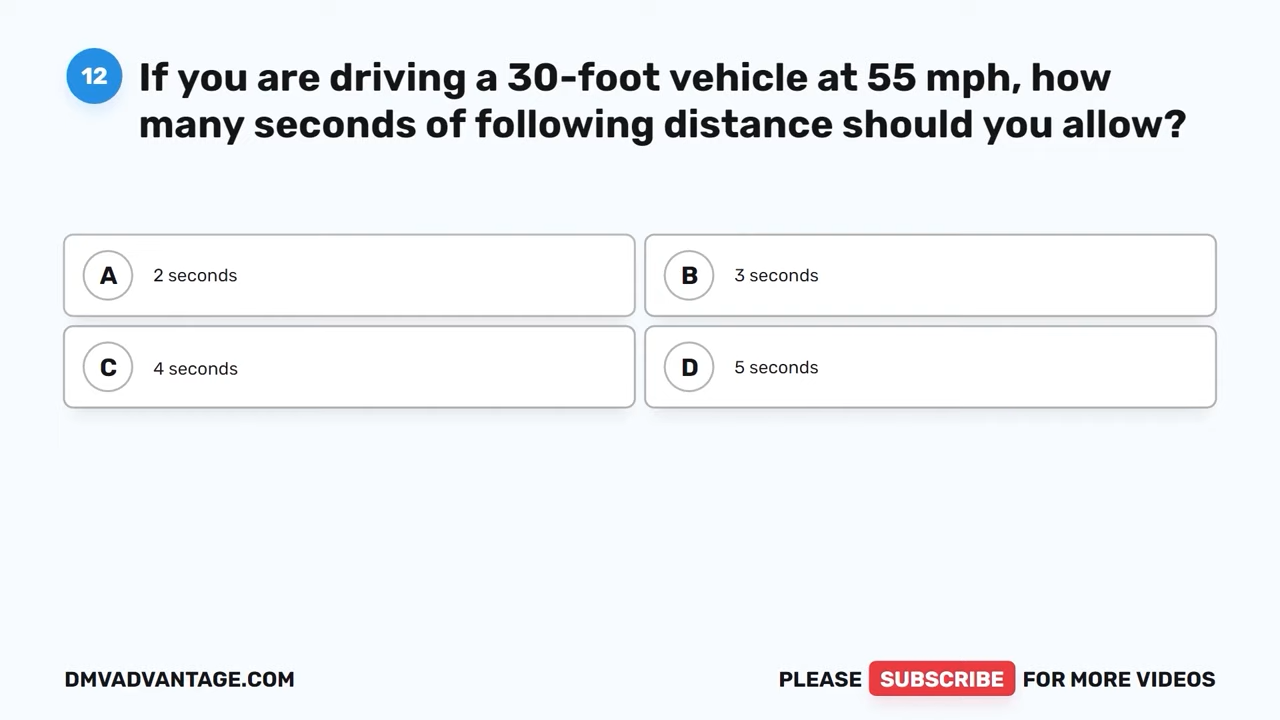 12
If you are driving a 30-foot vehicle at 55 mph, how
many seconds of following distance should you allow?
A 2 seconds
B 3 seconds
C 4 seconds
D 5 seconds
DMVADVANTAGE.COM
PLEASE SUBSCRIBE FOR MORE VIDEOS